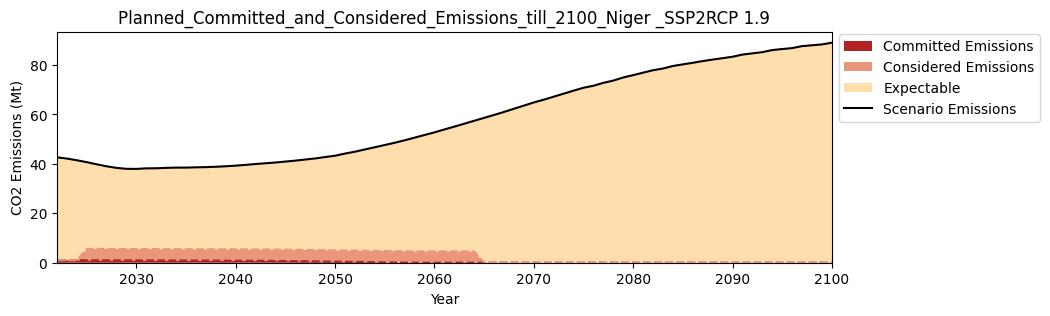 Planned_Committed_and_Considered_Emissions_till_2100_Niger _SSP2RCP 1.9
CO2 Emissions (Mt)
80
60
40
20
0
2030 2040 2050 2060 2070 2080 2090 2100
Year
Committed Emissions
Considered Emissions
Expectable
Scenario Emissions